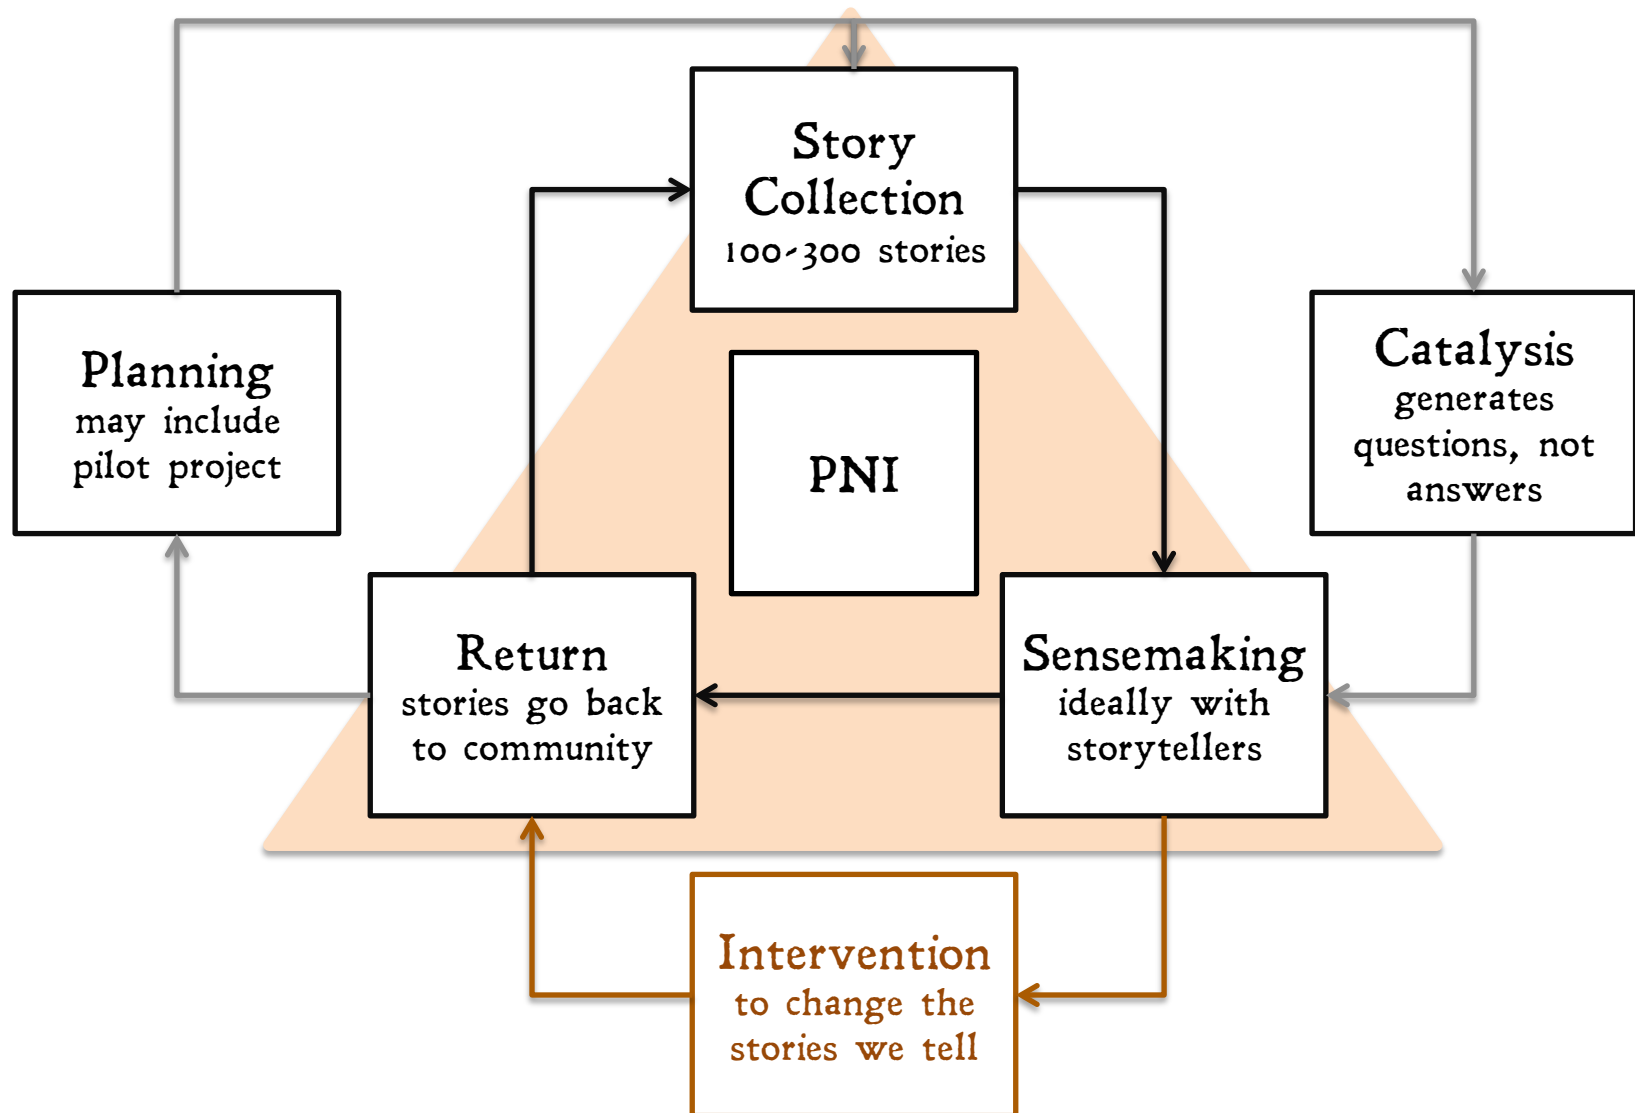 Story
Collection
100-300 stories
Planning
may include
pilot project
Catalysis
generates
questions, not
answers
PNI
Return
stories go back
to community
Sensemaking
ideally with
storytellers
Intervention
to change the
stories we tell